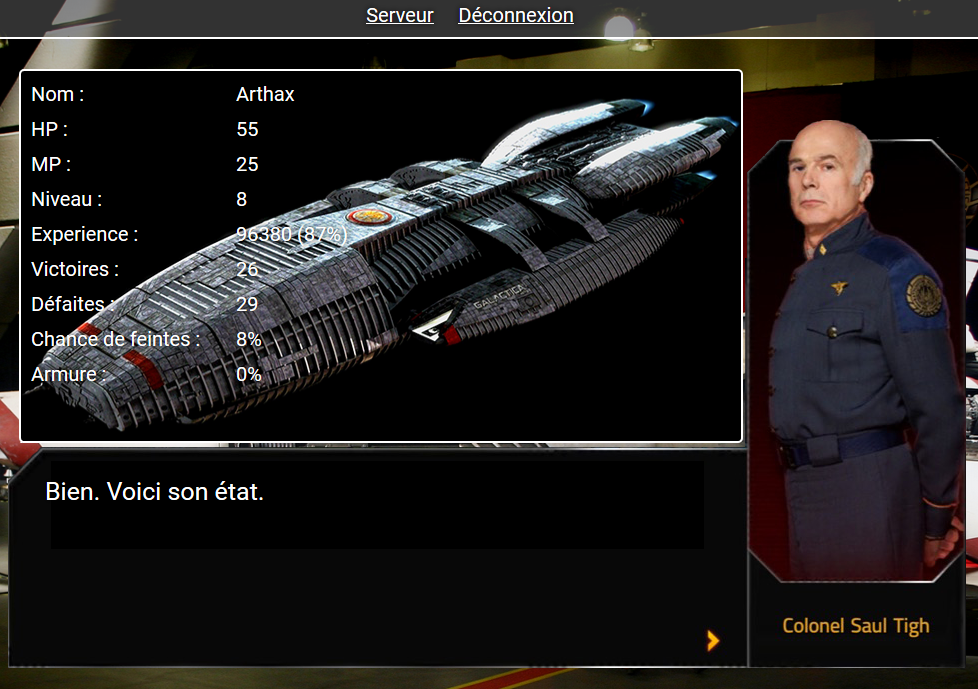 Serveur Déconnexion
Nom : Arthax
HP : 55
MP : 25
Niveau : 8
Experience : 96380 (87%)
Victoires : 26
Défaites : 29
Chance de feintes : 8%
Armure : 0%
GALACTICA
Bien. Voici son état.
Colonel Saul Tigh